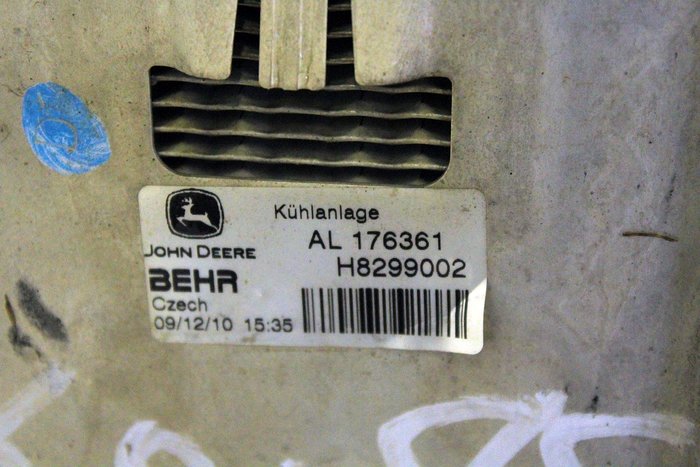 Kühlanlage
AL 176361
JOHN DEERE
H8299002
BEHR
Czech
09/12/10 15:35